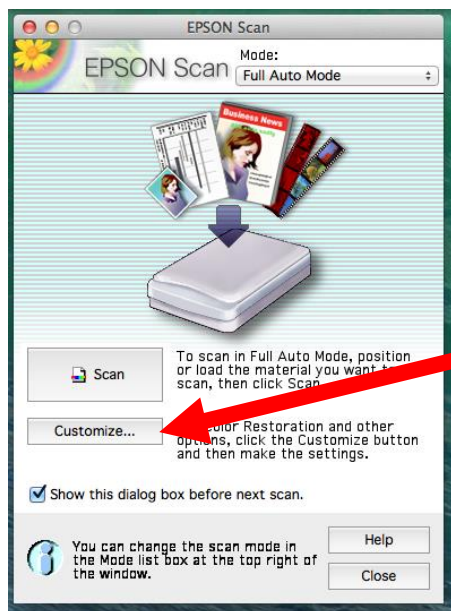 EPSON Scan
EPSON Scan
Mode:
Full Auto Mode
Business News
Scan
To scan in Full Auto Mode, position
or load the material you want
scan, then click Scan
Customize...
Color Restoration and other
options, click the Customize button
and then make the settings.
Show this dialog box before next scan.
You can change the scan mode in
the Mode list box at the top right of
the window.
Help
Close